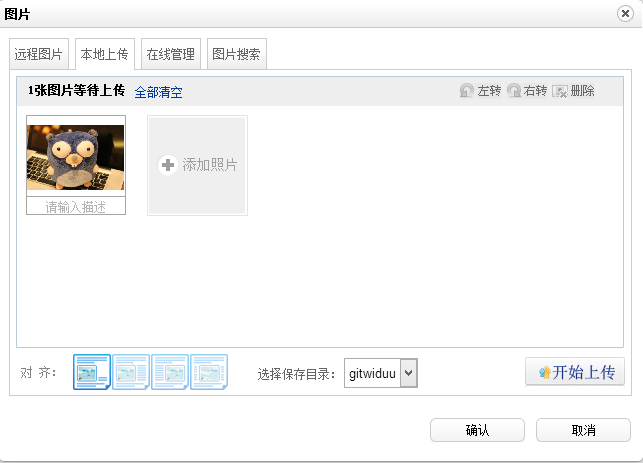 图片
远程图片 本地上传 在线管理 图片搜索
1张图片等待上传 全部清空 左转 右转 删除
添加照片
请输入描述
对 齐： 选择保存目录： gitwiduu 开始上传
确认 取消